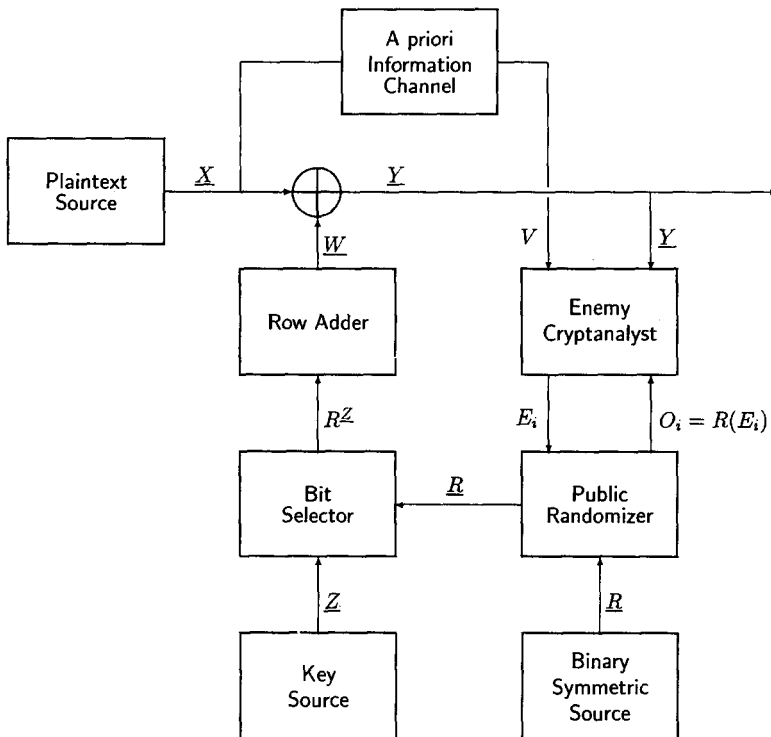 A priori
Information
Channel
Plaintext
Source
X
Y
W
V
Y
Row Adder
Enemy
Cryptanalyst
R^Z
E_i
O_i = R(E_i)
Bit
Selector
R
Public
Randomizer
Z
R
Key
Source
Binary
Symmetric
Source